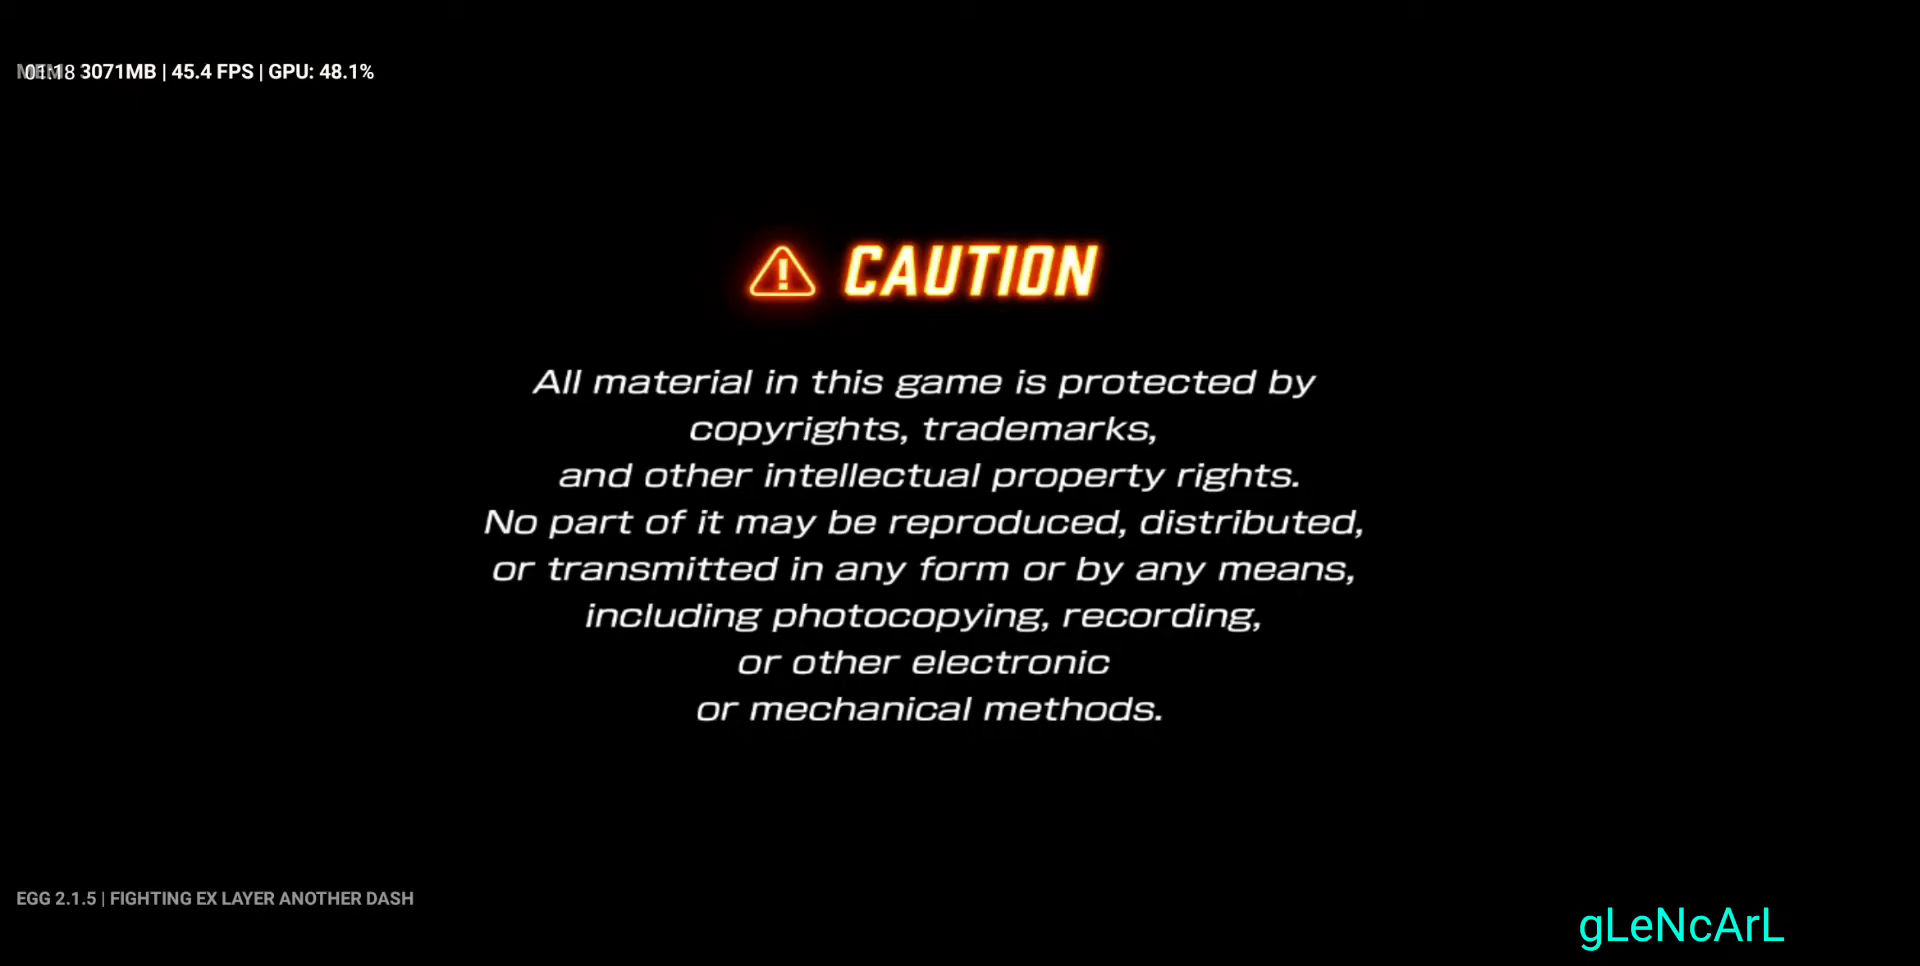 01:18 3071MB | 45.4 FPS | GPU: 48.1%
CAUTION
All material in this game is protected by
copyrights, trademarks,
and other intellectual property rights.
No part of it may be reproduced, distributed,
or transmitted in any form or by any means,
including photocopying, recording,
or other electronic
or mechanical methods.
EGG 2.1.5 | FIGHTING EX LAYER ANOTHER DASH
gLeNcArL